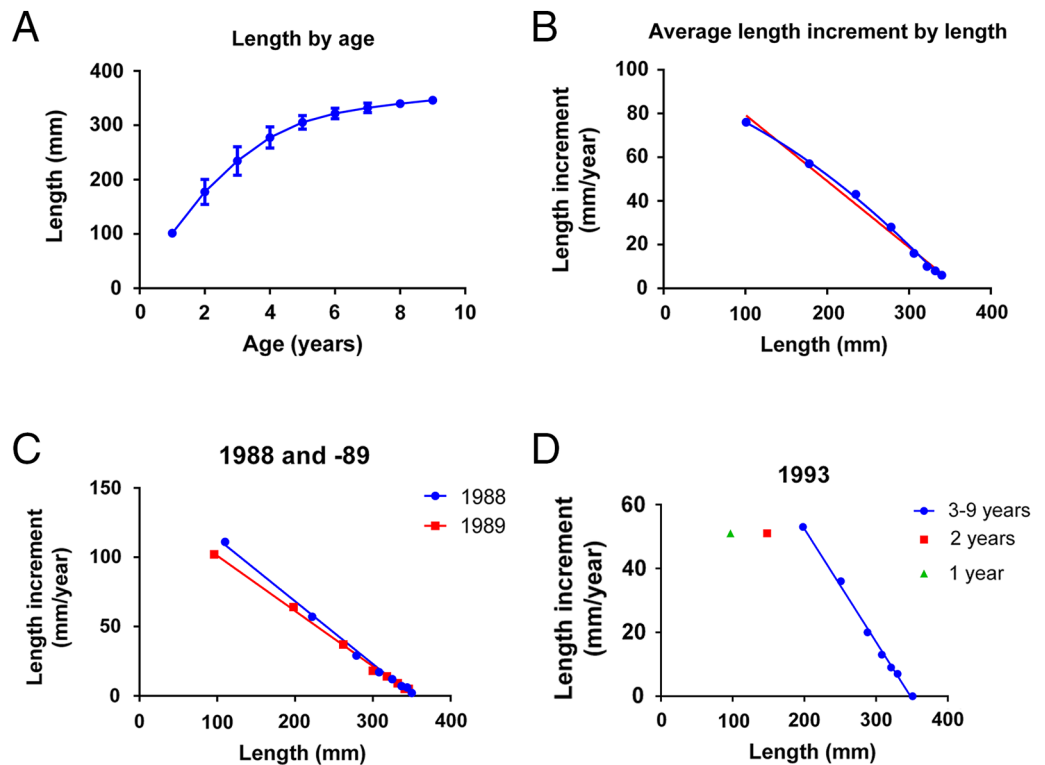 A
Length by age
Length (mm)
400
300
200
100
0
0 2 4 6 8 10
Age (years)
B
Average length increment by length
Length increment
(mm/year)
100
80
60
40
20
0
0 100 200 300 400
Length (mm)
C
1988 and -89
1988
1989
Length increment
(mm/year)
150
100
50
0
0 100 200 300 400
Length (mm)
D
1993
3-9 years
2 years
1 year
Length increment
(mm/year)
60
40
20
0
0 100 200 300 400
Length (mm)